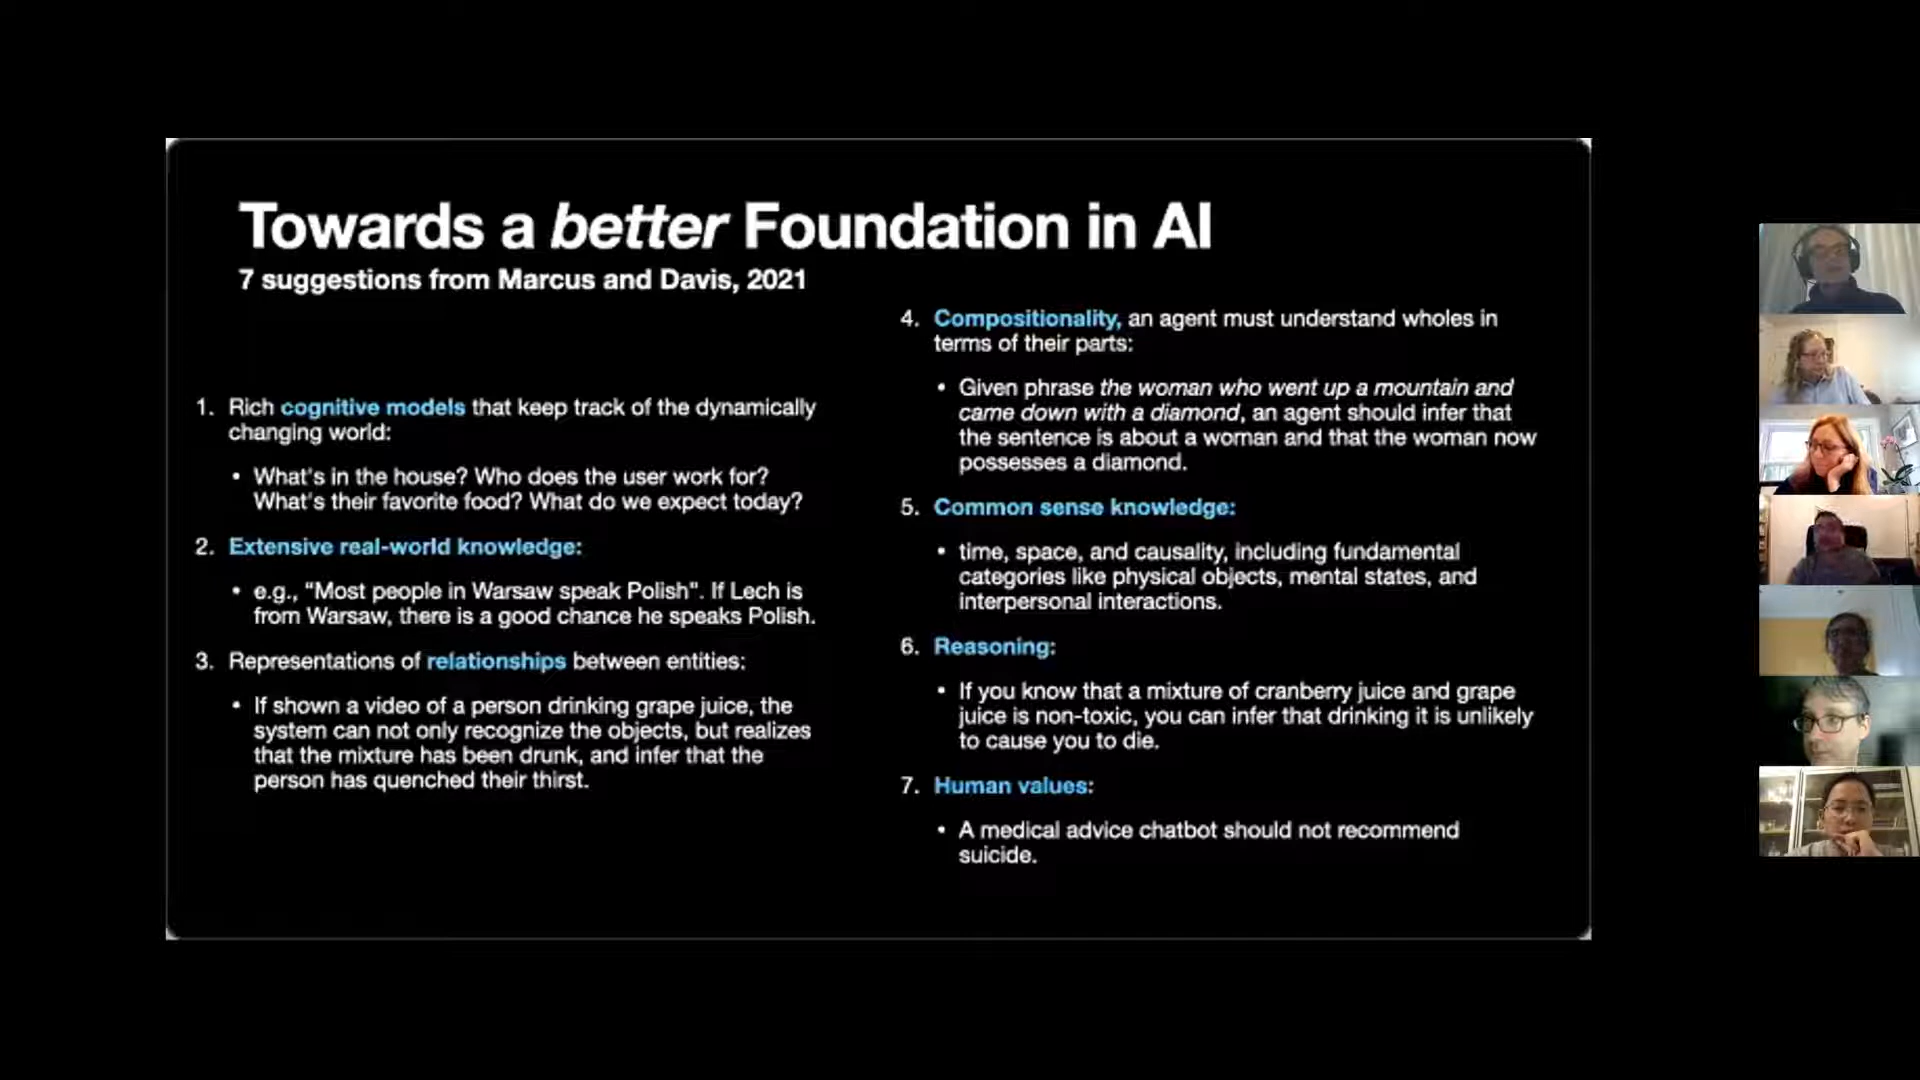 Towards a better Foundation in AI
7 suggestions from Marcus and Davis, 2021
1. Rich cognitive models that keep track of the dynamically
changing world:
• What's in the house? Who does the user work for?
What's their favorite food? What do we expect today?
2. Extensive real-world knowledge:
• e.g., "Most people in Warsaw speak Polish". If Lech is
from Warsaw, there is a good chance he speaks Polish.
3. Representations of relationships between entities:
• If shown a video of a person drinking grape juice, the
system can not only recognize the objects, but realizes
that the mixture has been drunk, and infer that the
person has quenched their thirst.
4. Compositionality, an agent must understand wholes in
terms of their parts:
• Given phrase the woman who went up a mountain and
came down with a diamond, an agent should infer that
the sentence is about a woman and that the woman now
possesses a diamond.
5. Common sense knowledge:
• time, space, and causality, including fundamental
categories like physical objects, mental states, and
interpersonal interactions.
6. Reasoning:
• If you know that a mixture of cranberry juice and grape
juice is non-toxic, you can infer that drinking it is unlikely
to cause you to die.
7. Human values:
• A medical advice chatbot should not recommend
suicide.